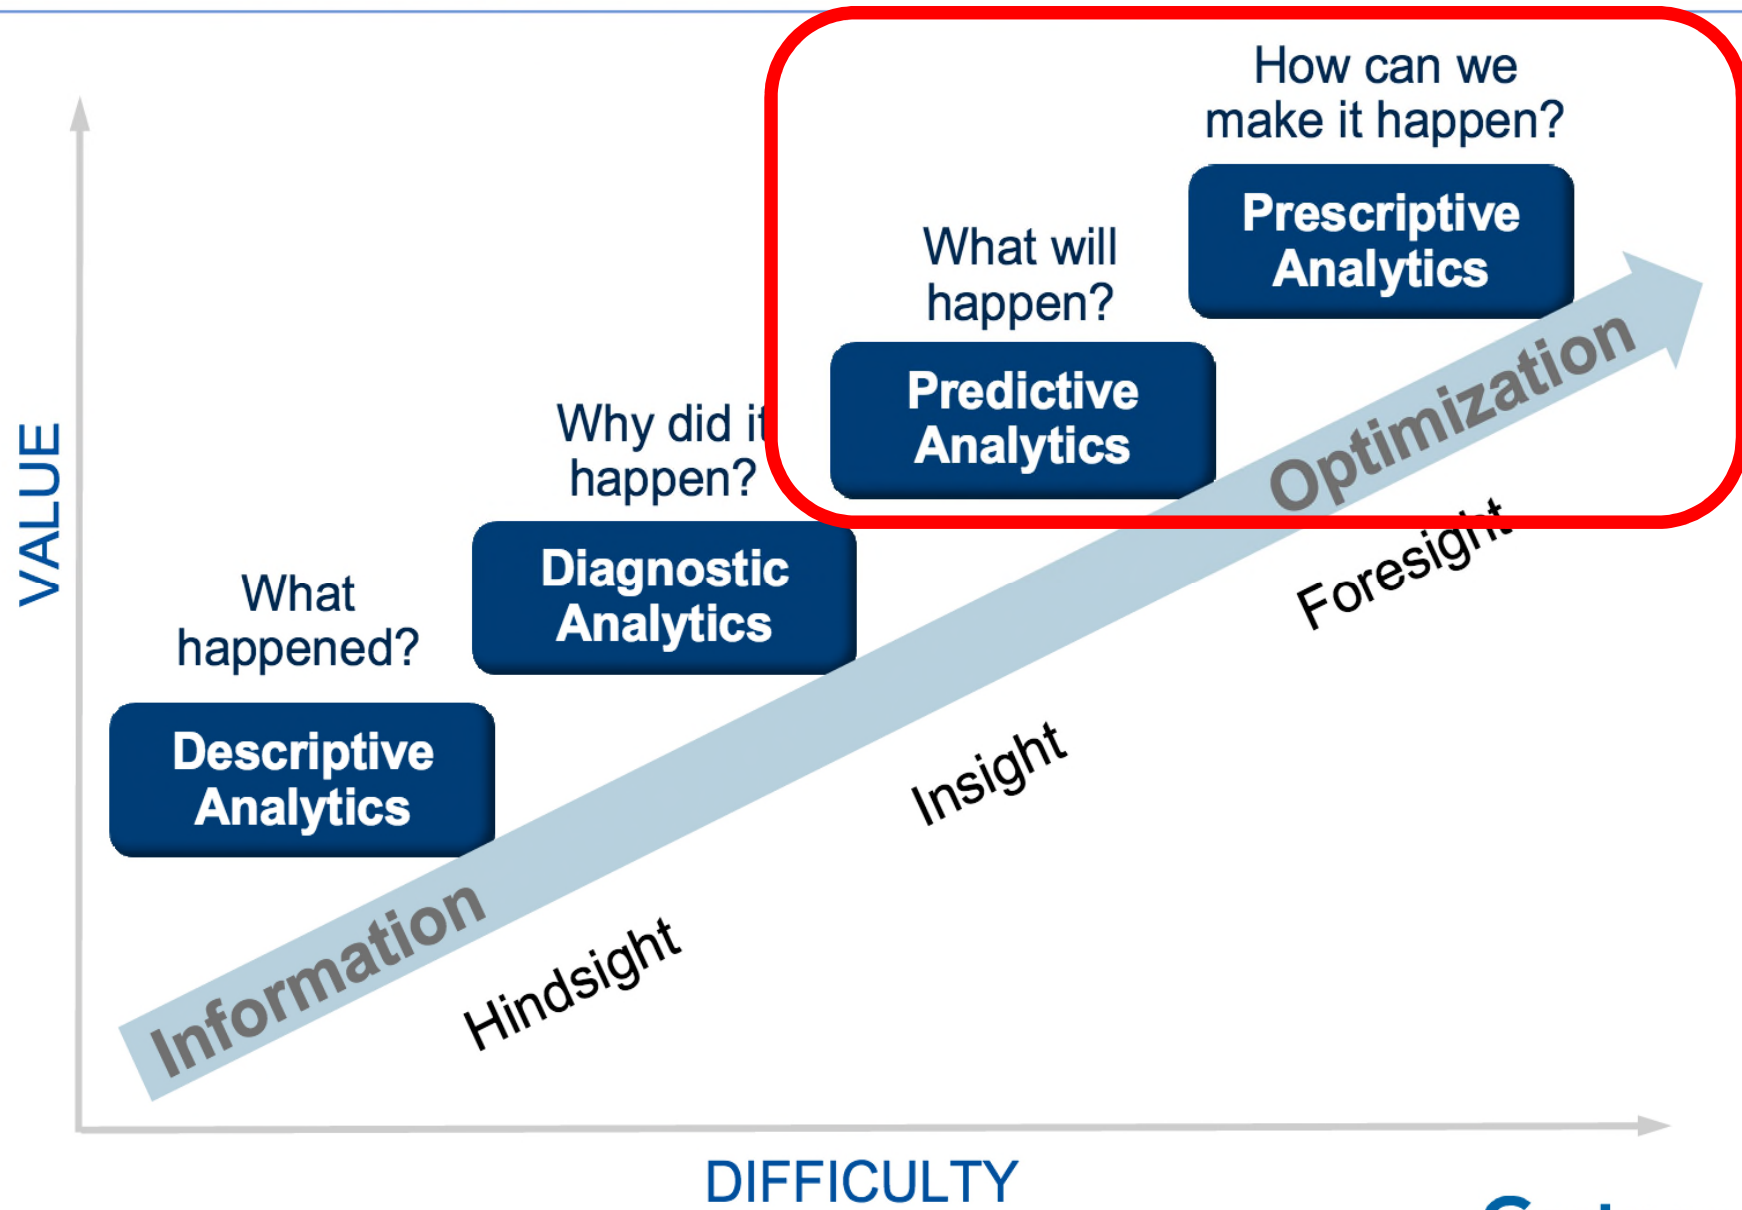 How can we
make it happen?
Prescriptive
Analytics
What will
happen?
Predictive
Analytics
Optimization
Why did it
happen?
Diagnostic
Analytics
Foresight
What
happened?
Descriptive
Analytics
Insight
Information
Hindsight
VALUE
DIFFICULTY